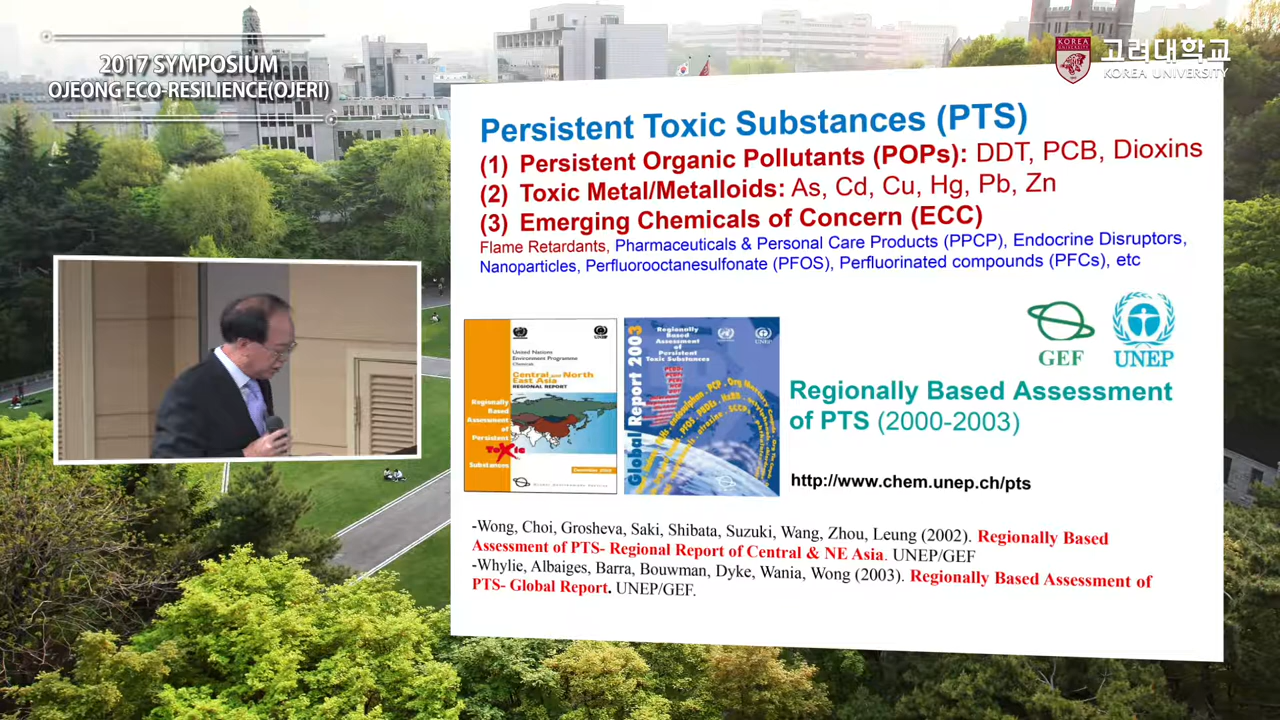 2017 SYMPOSIUM
OJEONG ECO-RESILIENCE(OJERI)
KOREA
UNIVERSITY
고려대학교
KOREA UNIVERSITY
Persistent Toxic Substances (PTS)
(1) Persistent Organic Pollutants (POPs): DDT, PCB, Dioxins
(2) Toxic Metal/Metalloids: As, Cd, Cu, Hg, Pb, Zn
(3) Emerging Chemicals of Concern (ECC)
Flame Retardants, Pharmaceuticals & Personal Care Products (PPCP), Endocrine Disruptors,
Nanoparticles, Perfluorooctanesulfonate (PFOS), Perfluorinated compounds (PFCs), etc
UNEP
United Nations
Environment Programme
Chemicals
Central and North
East Asia
REGIONAL REPORT
Regionally
Based
Assessment
of
Persistent
Toxic
Substances
December 2002
Global Report 2003
Regionally
Based
Assessment
of Persistent
Toxic Substances
UNEP
GEF
UNEP
Regionally Based Assessment
of PTS (2000-2003)
http://www.chem.unep.ch/pts
-Wong, Choi, Grosheva, Saki, Shibata, Suzuki, Wang, Zhou, Leung (2002). Regionally Based
Assessment of PTS- Regional Report of Central & NE Asia. UNEP/GEF
-Whylie, Albaiges, Barra, Bouwman, Dyke, Wania, Wong (2003). Regionally Based Assessment of
PTS- Global Report. UNEP/GEF.